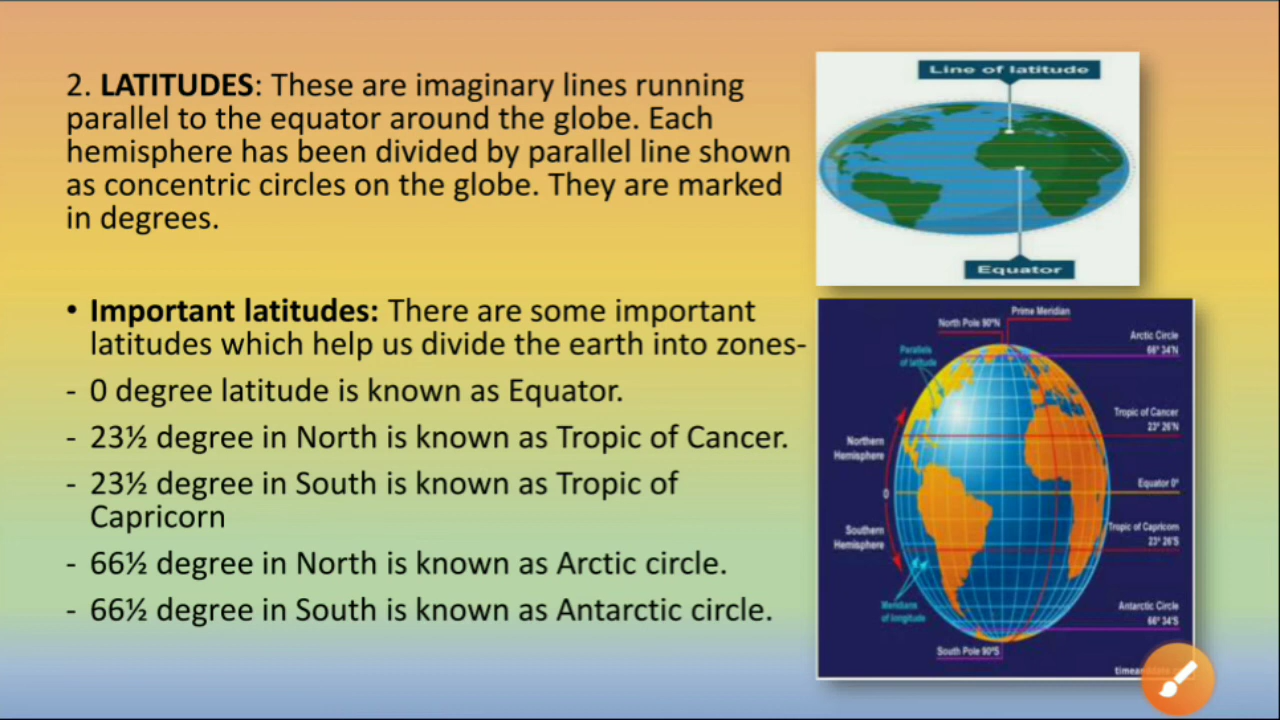 2. LATITUDES: These are imaginary lines running
parallel to the equator around the globe. Each
hemisphere has been divided by parallel line shown
as concentric circles on the globe. They are marked
in degrees.
• Important latitudes: There are some important
latitudes which help us divide the earth into zones-
- 0 degree latitude is known as Equator.
- 23½ degree in North is known as Tropic of Cancer.
- 23½ degree in South is known as Tropic of
Capricorn
- 66½ degree in North is known as Arctic circle.
- 66½ degree in South is known as Antarctic circle.
Line of latitude
Equator
Prime Meridian
North Pole 90°N
Arctic Circle
66° 34'N
Parallels
of latitude
Tropic of Cancer
23° 26'N
Northern
Hemisphere
Equator 0°
0
Southern
Hemisphere
Tropic of Capricorn
23° 26'S
Meridians
of longitude
Antarctic Circle
66° 34'S
South Pole 90°S